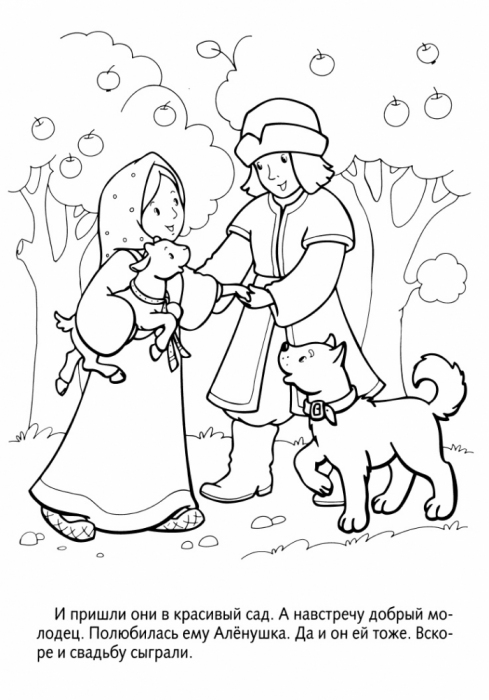 И пришли они в красивый сад. А навстречу добрый мо-
лодец. Полюбилась ему Алёнушка. Да и он ей тоже. Вско-
ре и свадьбу сыграли.